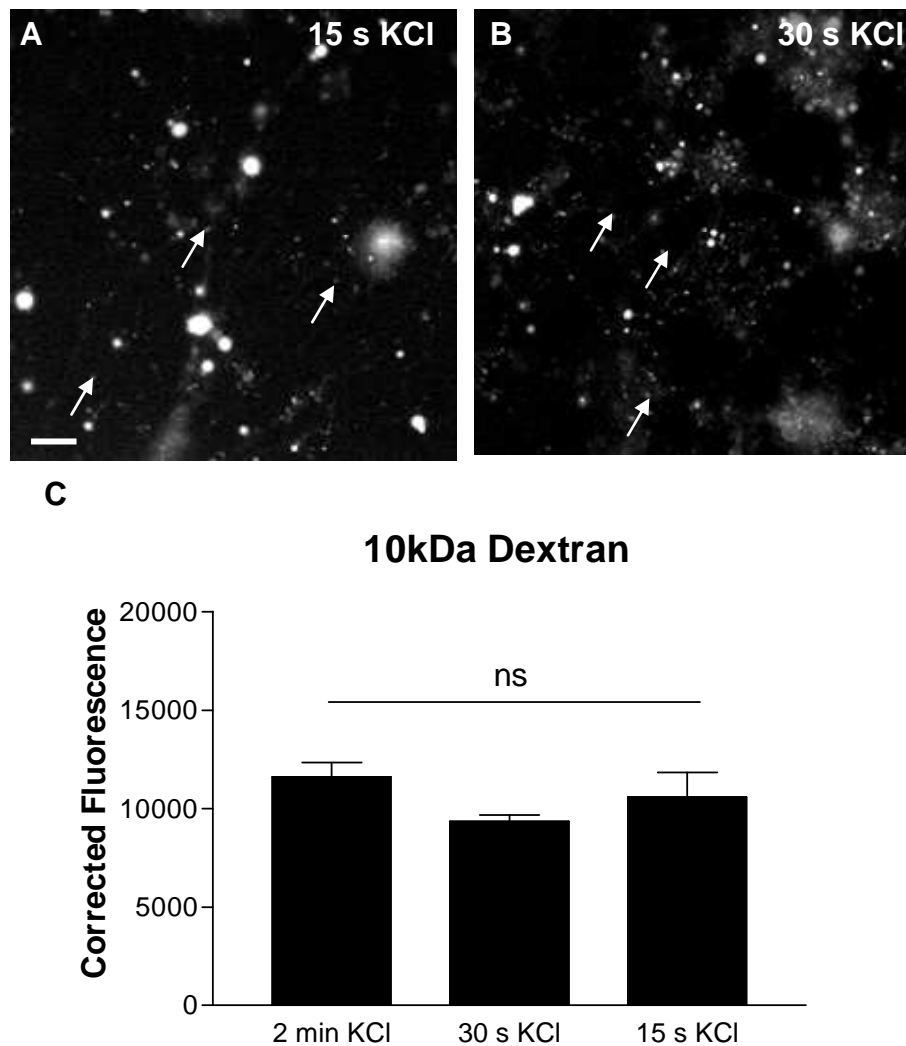 A 15 s KCl
B 30 s KCl
C
10kDa Dextran
Corrected Fluorescence
20000
15000
10000
5000
0
ns
2 min KCl 30 s KCl 15 s KCl